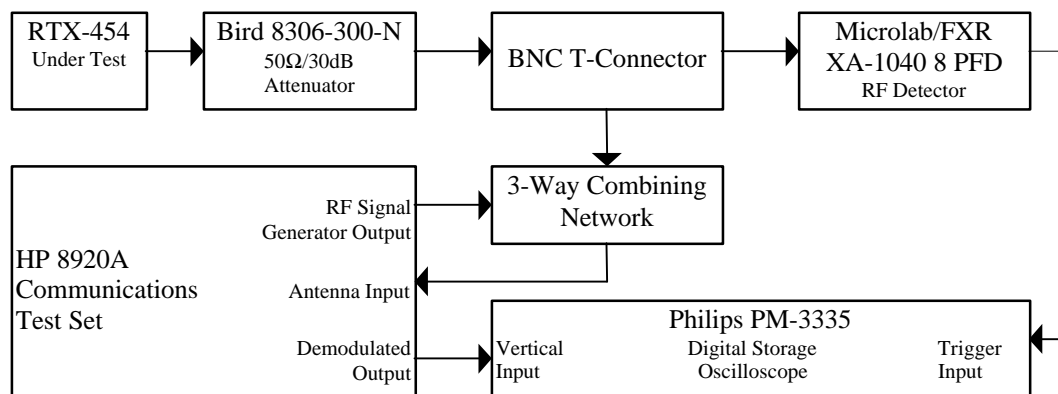 RTX-454
Under Test
Bird 8306-300-N
50Ω/30dB
Attenuator
BNC T-Connector
Microlab/FXR
XA-1040 8 PFD
RF Detector
3-Way Combining
Network
RF Signal
Generator Output
HP 8920A
Communications
Test Set
Antenna Input
Demodulated
Output
Philips PM-3335
Vertical
Input
Digital Storage
Oscilloscope
Trigger
Input